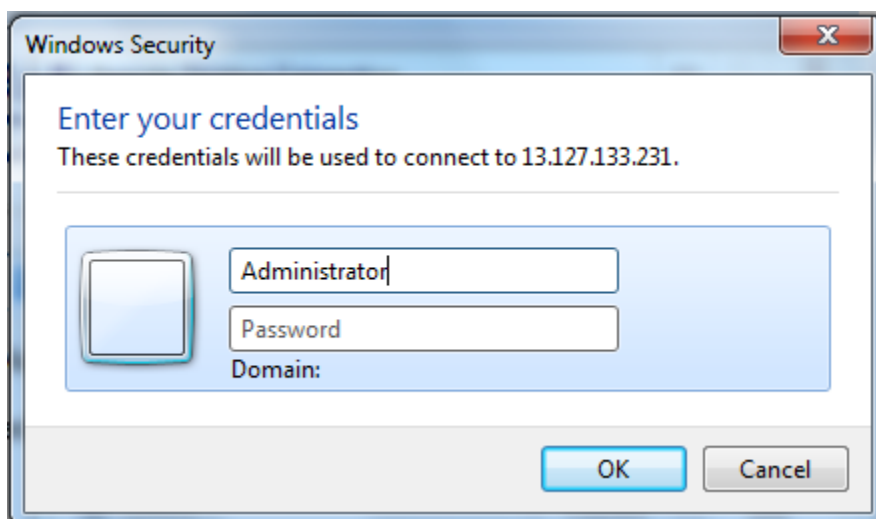 Windows Security
Enter your credentials
These credentials will be used to connect to 13.127.133.231.
Administrator
Password
Domain:
OK
Cancel